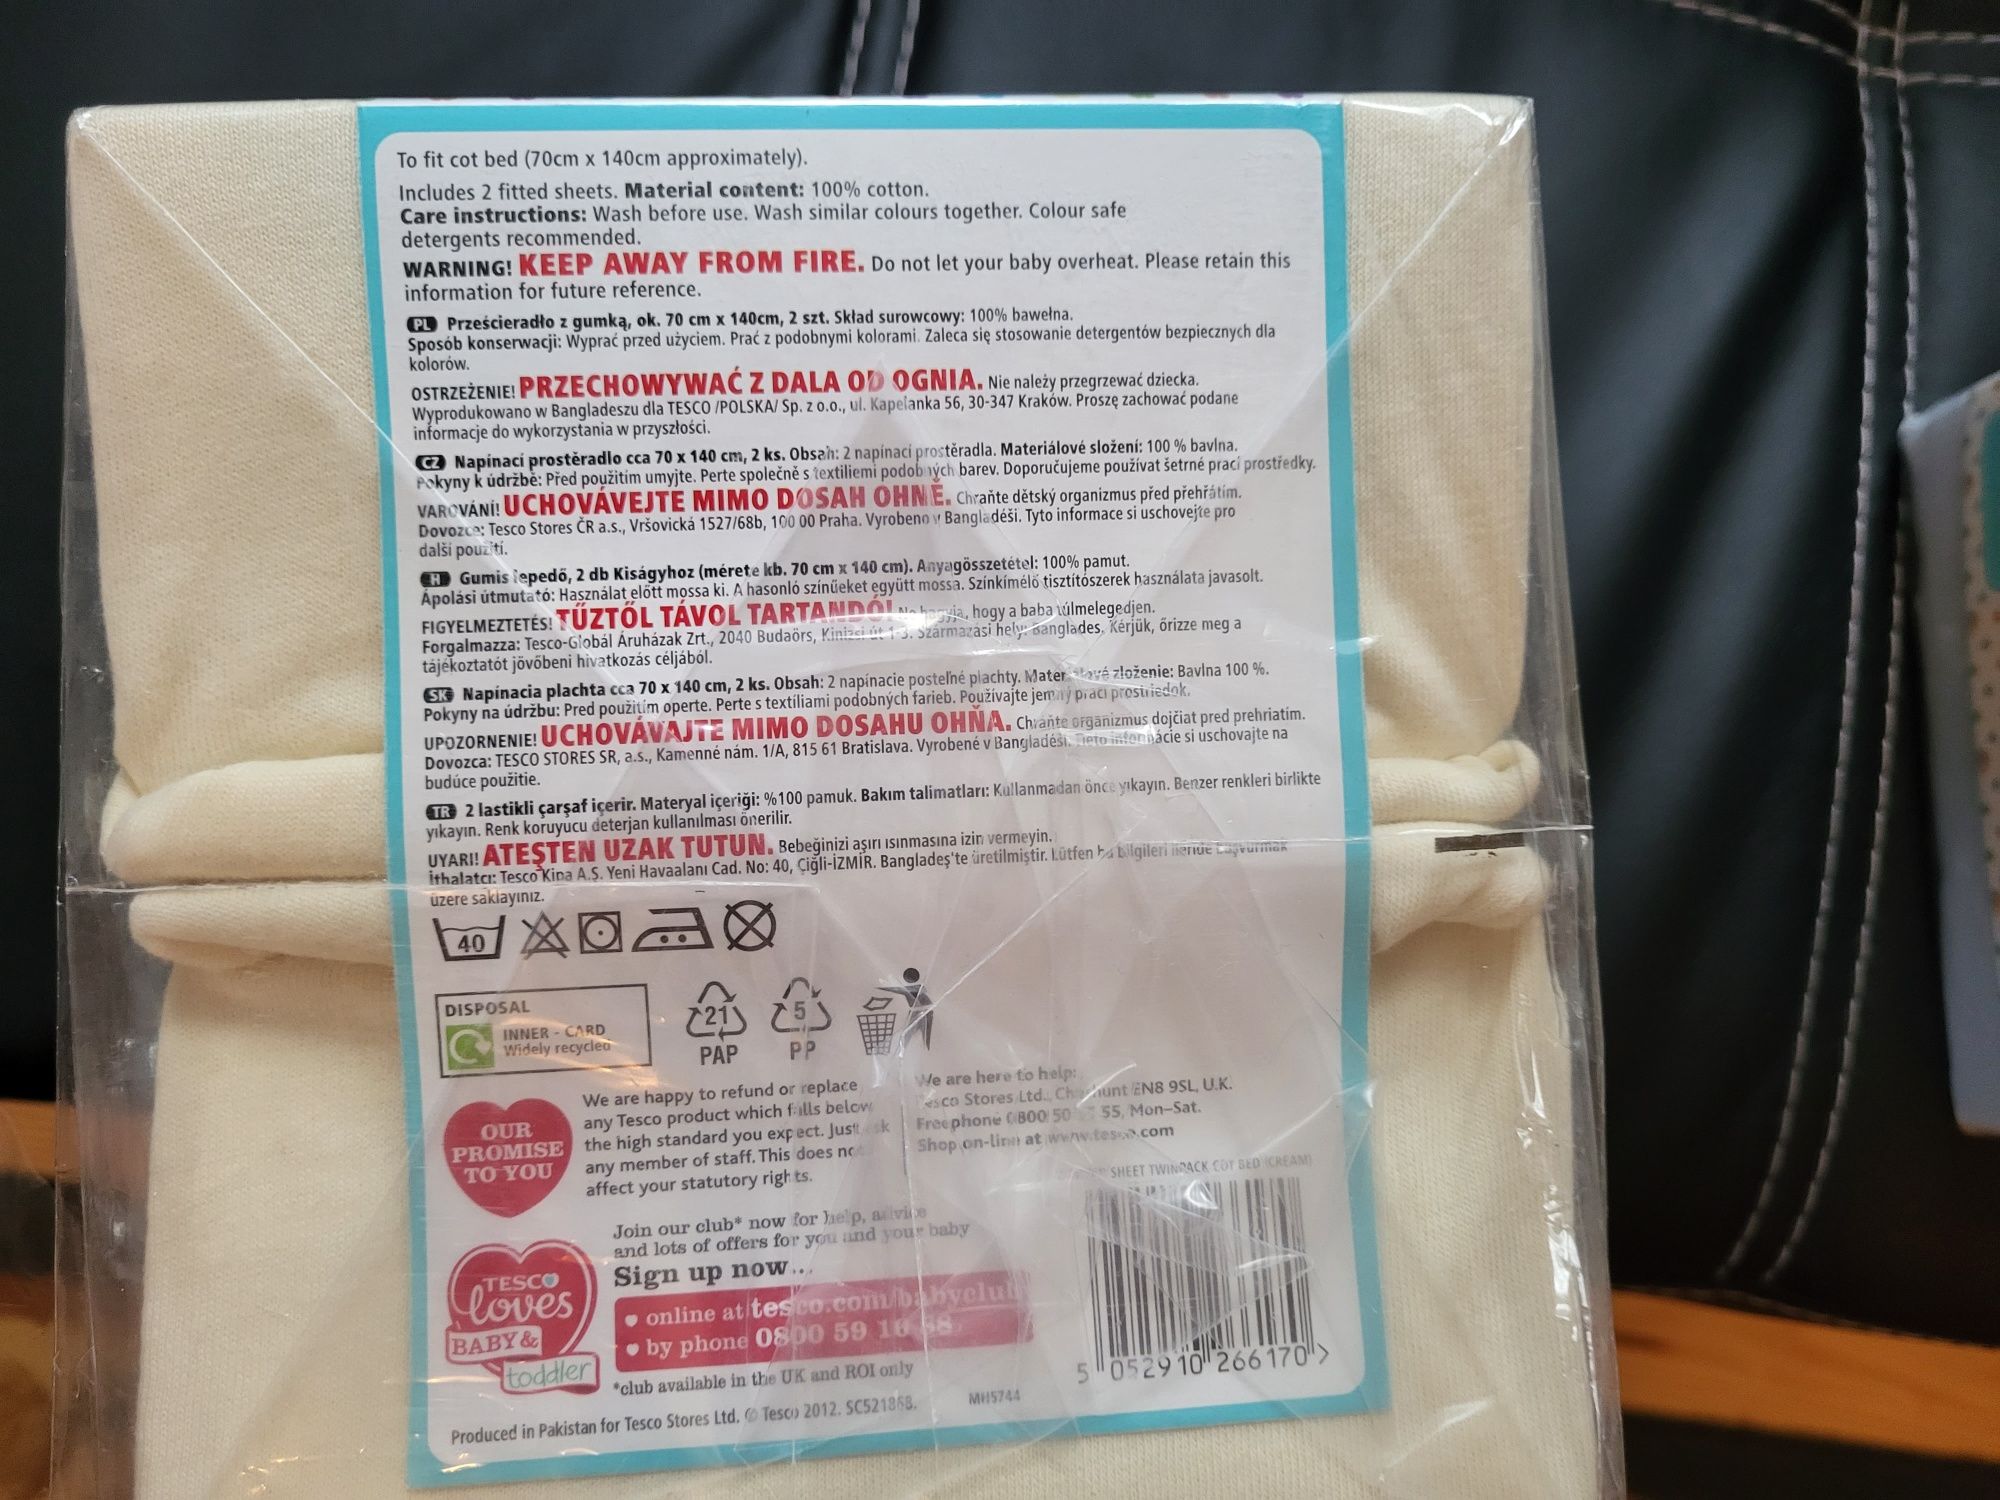 To fit cot bed (70cm x 140cm approximately).
Includes 2 fitted sheets. Material content: 100% cotton.
Care instructions: Wash before use. Wash similar colours together. Colour safe
detergents recommended.
WARNING! KEEP AWAY FROM FIRE. Do not let your baby overheat. Please retain this
information for future reference.
PL Prześcieradło z gumką, ok. 70 cm x 140cm, 2 szt. Skład surowcowy: 100% bawełna.
Sposób konserwacji: Wyprać przed użyciem. Prać z podobnymi kolorami. Zaleca się stosowanie detergentów bezpiecznych dla
kolorów.
OSTRZEŻENIE! PRZECHOWYWAĆ Z DALA OD OGNIA. Nie należy przegrzewać dziecka.
Wyprodukowano w Bangladeszu dla TESCO /POLSKA/ Sp. z o.o., ul. Kapelanka 56, 30-347 Kraków. Proszę zachować podane
informacje do wykorzystania w przyszłości.
CZ Napínací prostěradlo cca 70 x 140 cm, 2 ks. Obsah: 2 napínací prostěradla. Materiálové složení: 100 % bavlna.
Pokyny k údržbě: Před použitím umyjte. Perte společně s textiliemi podobných barev. Doporučujeme používat šetrné prací prostředky.
VAROVÁNÍ! UCHOVÁVEJTE MIMO DOSAH OHNĚ. Chraňte dětský organizmus před přehřátím.
Dovozce: Tesco Stores ČR a.s., Vršovická 1527/68b, 100 00 Praha. Vyrobeno v Bangladéši. Tyto informace si uschovejte pro
další použití.
H Gumis lepedő, 2 db Kiságyhoz (mérete kb. 70 cm x 140 cm). Anyagösszetétel: 100% pamut.
Ápolási útmutató: Használat előtt mossa ki. A hasonló színűeket együtt mossa. Színkímélő tisztítószerek használata javasolt.
FIGYELMEZTETÉS! TŰZTŐL TÁVOL TARTANDÓ! Ne hagyja, hogy a baba túlmelegedjen.
Forgalmazza: Tesco-Globál Áruházak Zrt., 2040 Budaörs, Kinizsi út 1-3. Származási hely: Banglades. Kérjük, őrizze meg a
tájékoztatót jövőbeni hivatkozás céljából.
SK Napínacia plachta cca 70 x 140 cm, 2 ks. Obsah: 2 napínacie posteľné plachty. Materiálové zloženie: Bavlna 100 %.
Pokyny na údržbu: Pred použitím operte. Perte s textíliami podobných farieb. Používajte jemný prací prostriedok.
UPOZORNENIE! UCHOVÁVAJTE MIMO DOSAHU OHŇA. Chráňte organizmus dojčiat pred prehriatím.
Dovozca: TESCO STORES SR, a.s., Kamenné nám. 1/A, 815 61 Bratislava. Vyrobené v Bangladéši. Tieto informácie si uschovajte na
budúce použitie.
TR 2 lastikli çarşaf içerir. Materyal içeriği: %100 pamuk. Bakım talimatları: Kullanmadan önce yıkayın. Benzer renkleri birlikte
yıkayın. Renk koruyucu deterjan kullanılması önerilir.
UYARI! ATEŞTEN UZAK TUTUN. Bebeğinizi aşırı ısınmasına izin vermeyin.
İthalatcı: Tesco Kipa A.Ş. Yeni Havaalanı Cad. No: 40, Çiğli-İZMİR. Bangladeş'te üretilmiştir. Lütfen bu bilgileri ileride başvurmak
üzere saklayınız.
40
DISPOSAL
INNER - CARD
Widely recycled
21
PAP
5
PP
OUR
PROMISE
TO YOU
We are happy to refund or replace
any Tesco product which falls below
the high standard you expect. Just ask
any member of staff. This does not
affect your statutory rights.
We are here to help:
Tesco Stores Ltd., Cheshunt EN8 9SL, U.K.
Freephone 0800 50 55, Mon–Sat.
Shop on-line at www.tesco.com
SHEET TWINPACK COT BED (CREAM)
5 052910 266170 >
Join our club* now for help, advice
and lots of offers for you and your baby
Sign up now...
online at tesco.com/babyclub
by phone 0800 59 16 88
*club available in the UK and ROI only
TESCO
loves
BABY &
toddler
Produced in Pakistan for Tesco Stores Ltd. © Tesco 2012. SC521868.
MH5744